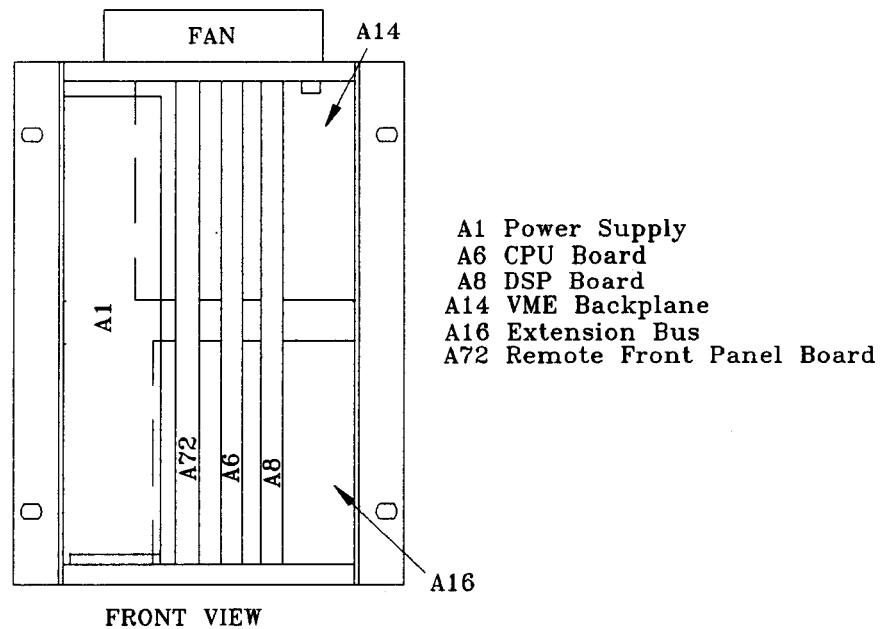 FAN
A14
A1 Power Supply
A6 CPU Board
A8 DSP Board
A14 VME Backplane
A16 Extension Bus
A72 Remote Front Panel Board
A1
A72
A6
A8
A16
FRONT VIEW